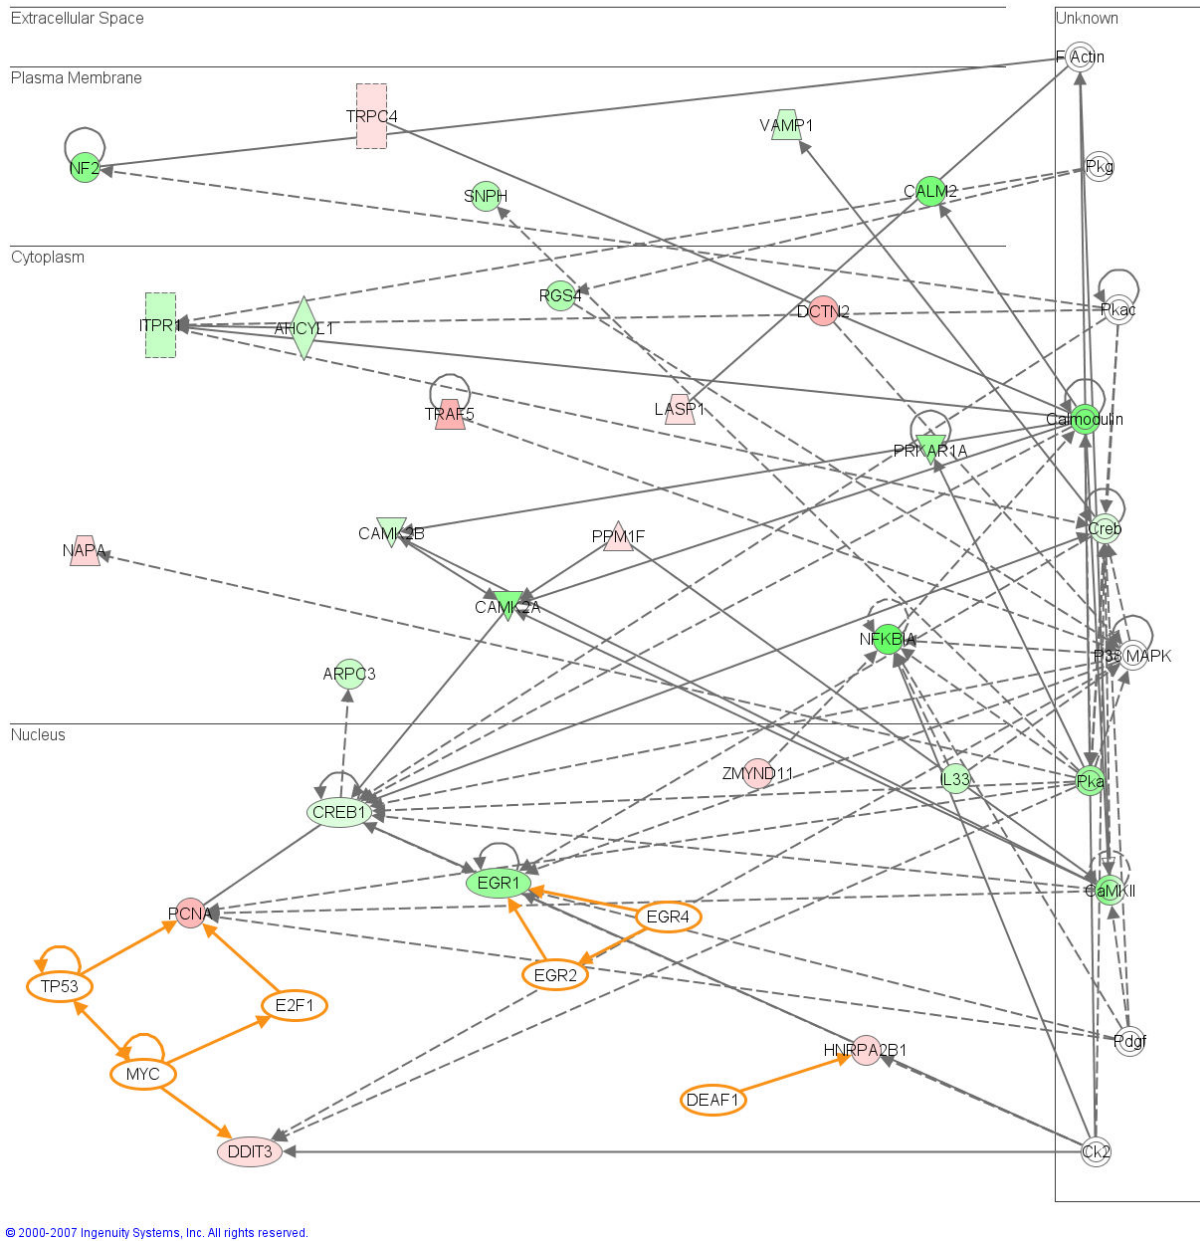 Extracellular Space
Unknown
F Actin
Plasma Membrane
TRPC4
VAMP1
NF2
Pkg
SNPH
CALM2
Cytoplasm
RGS4
DCTN2
Pkac
ITPR1
AHCYL1
TRAF5
LASP1
Calmodulin
PRKAR1A
CAMK2B
PPM1F
Creb
NAPA
CAMK2A
NFKBIA
P38 MAPK
ARPC3
Nucleus
ZMYND11
IL33
Pka
CREB1
EGR1
CaMKII
PCNA
EGR4
EGR2
TP53
E2F1
HNRPA2B1
Pdgf
MYC
DEAF1
DDIT3
Ck2
© 2000-2007 Ingenuity Systems, Inc. All rights reserved.